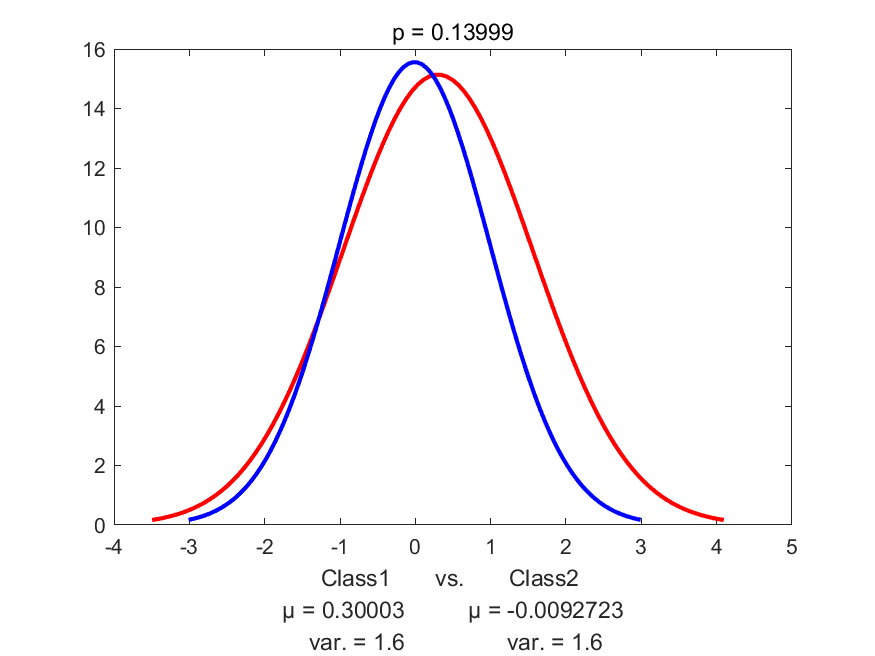 p = 0.13999
16
14
12
10
8
6
4
2
0
-4 -3 -2 -1 0 1 2 3 4 5
Class1 vs. Class2
μ = 0.30003 μ = -0.0092723
var. = 1.6 var. = 1.6